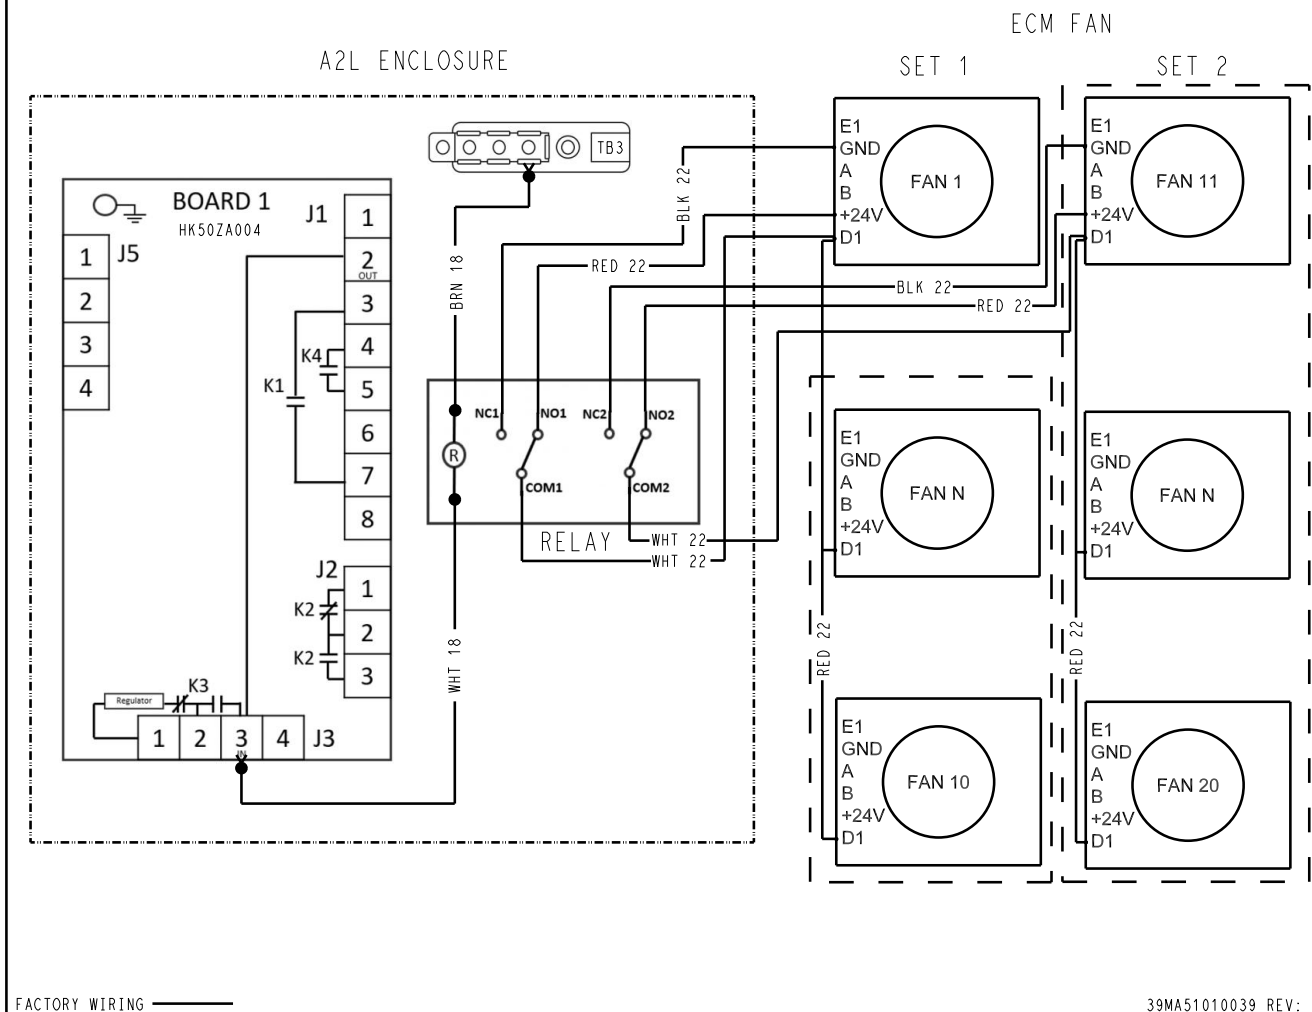 ECM FAN
A2L ENCLOSURE
SET 1
SET 2
TB3
BOARD 1
HK50ZA004
J1
1
2
OUT
3
4
5
6
7
8
J5
1
2
3
4
K4
K1
J2
1
2
3
K2
K2
K3
Regulator
1
2
3
IN
4
J3
BRN 18
WHT 18
NC1
NO1
NC2
NO2
R
COM1
COM2
RELAY
BLK 22
RED 22
BLK 22
RED 22
WHT 22
WHT 22
E1
GND
A
B
+24V
D1
FAN 1
E1
GND
A
B
+24V
D1
FAN 11
E1
GND
A
B
+24V
D1
FAN N
E1
GND
A
B
+24V
D1
FAN N
RED 22
RED 22
E1
GND
A
B
+24V
D1
FAN 10
E1
GND
A
B
+24V
D1
FAN 20
FACTORY WIRING
39MA51010039 REV: